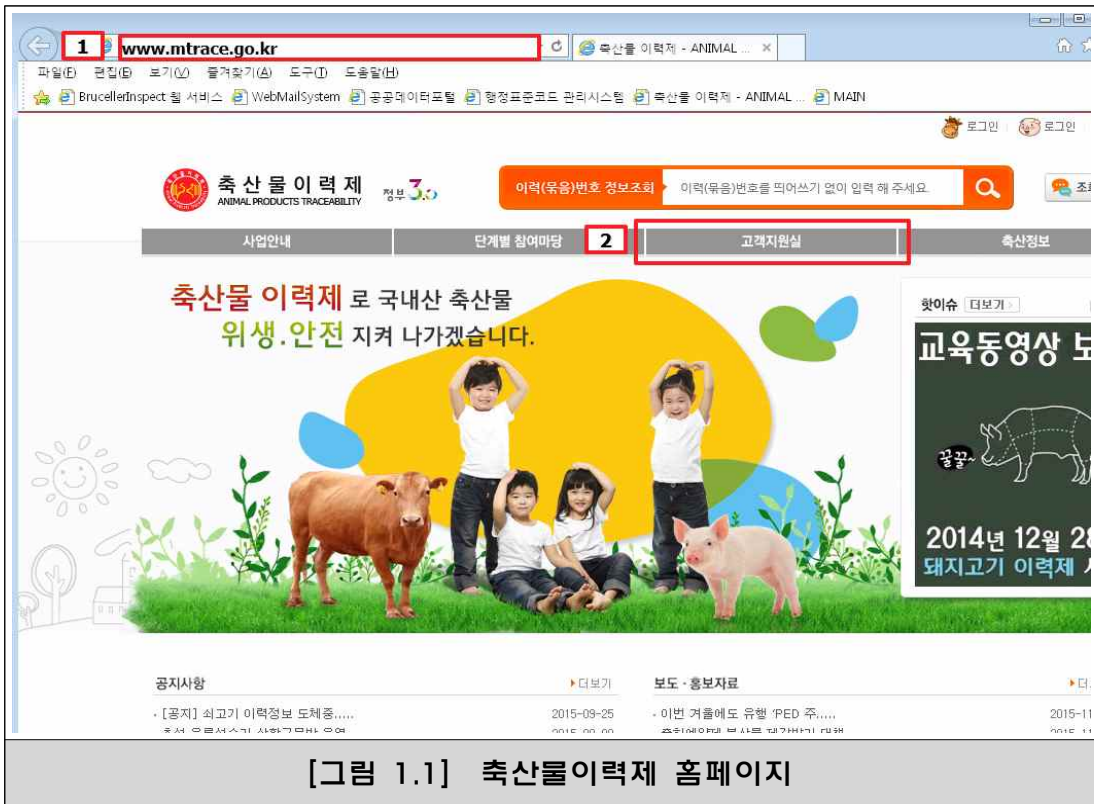 1 www.mtrace.go.kr
축산물 이력제 - ANIMAL ... ×
파일(F) 편집(E) 보기(V) 즐겨찾기(A) 도구(T) 도움말(H)
BrucellerInspect 웹 서비스 WebMailSystem 공공데이터포털 행정표준코드 관리시스템 축산물 이력제 - ANIMAL ... MAIN
로그인 로그인
축산물이력제 정부3.0
ANIMAL PRODUCTS TRACEABILITY
이력(묶음)번호 정보조회 이력(묶음)번호를 띄어쓰기 없이 입력 해 주세요.
사업안내 단계별 참여마당 2 고객지원실 축산정보
축산물 이력제 로 국내산 축산물
위생.안전 지켜 나가겠습니다.
핫이슈 더보기
교육동영상
꿀꿀~
2014년 12월
돼지고기 이력제
공지사항 더보기
보도 · 홍보자료
· [공지] 쇠고기 이력정보 도체중..... 2015-09-25
· 이번 겨울에도 유행 'PED 주..... 2015-11
[그림 1.1] 축산물이력제 홈페이지